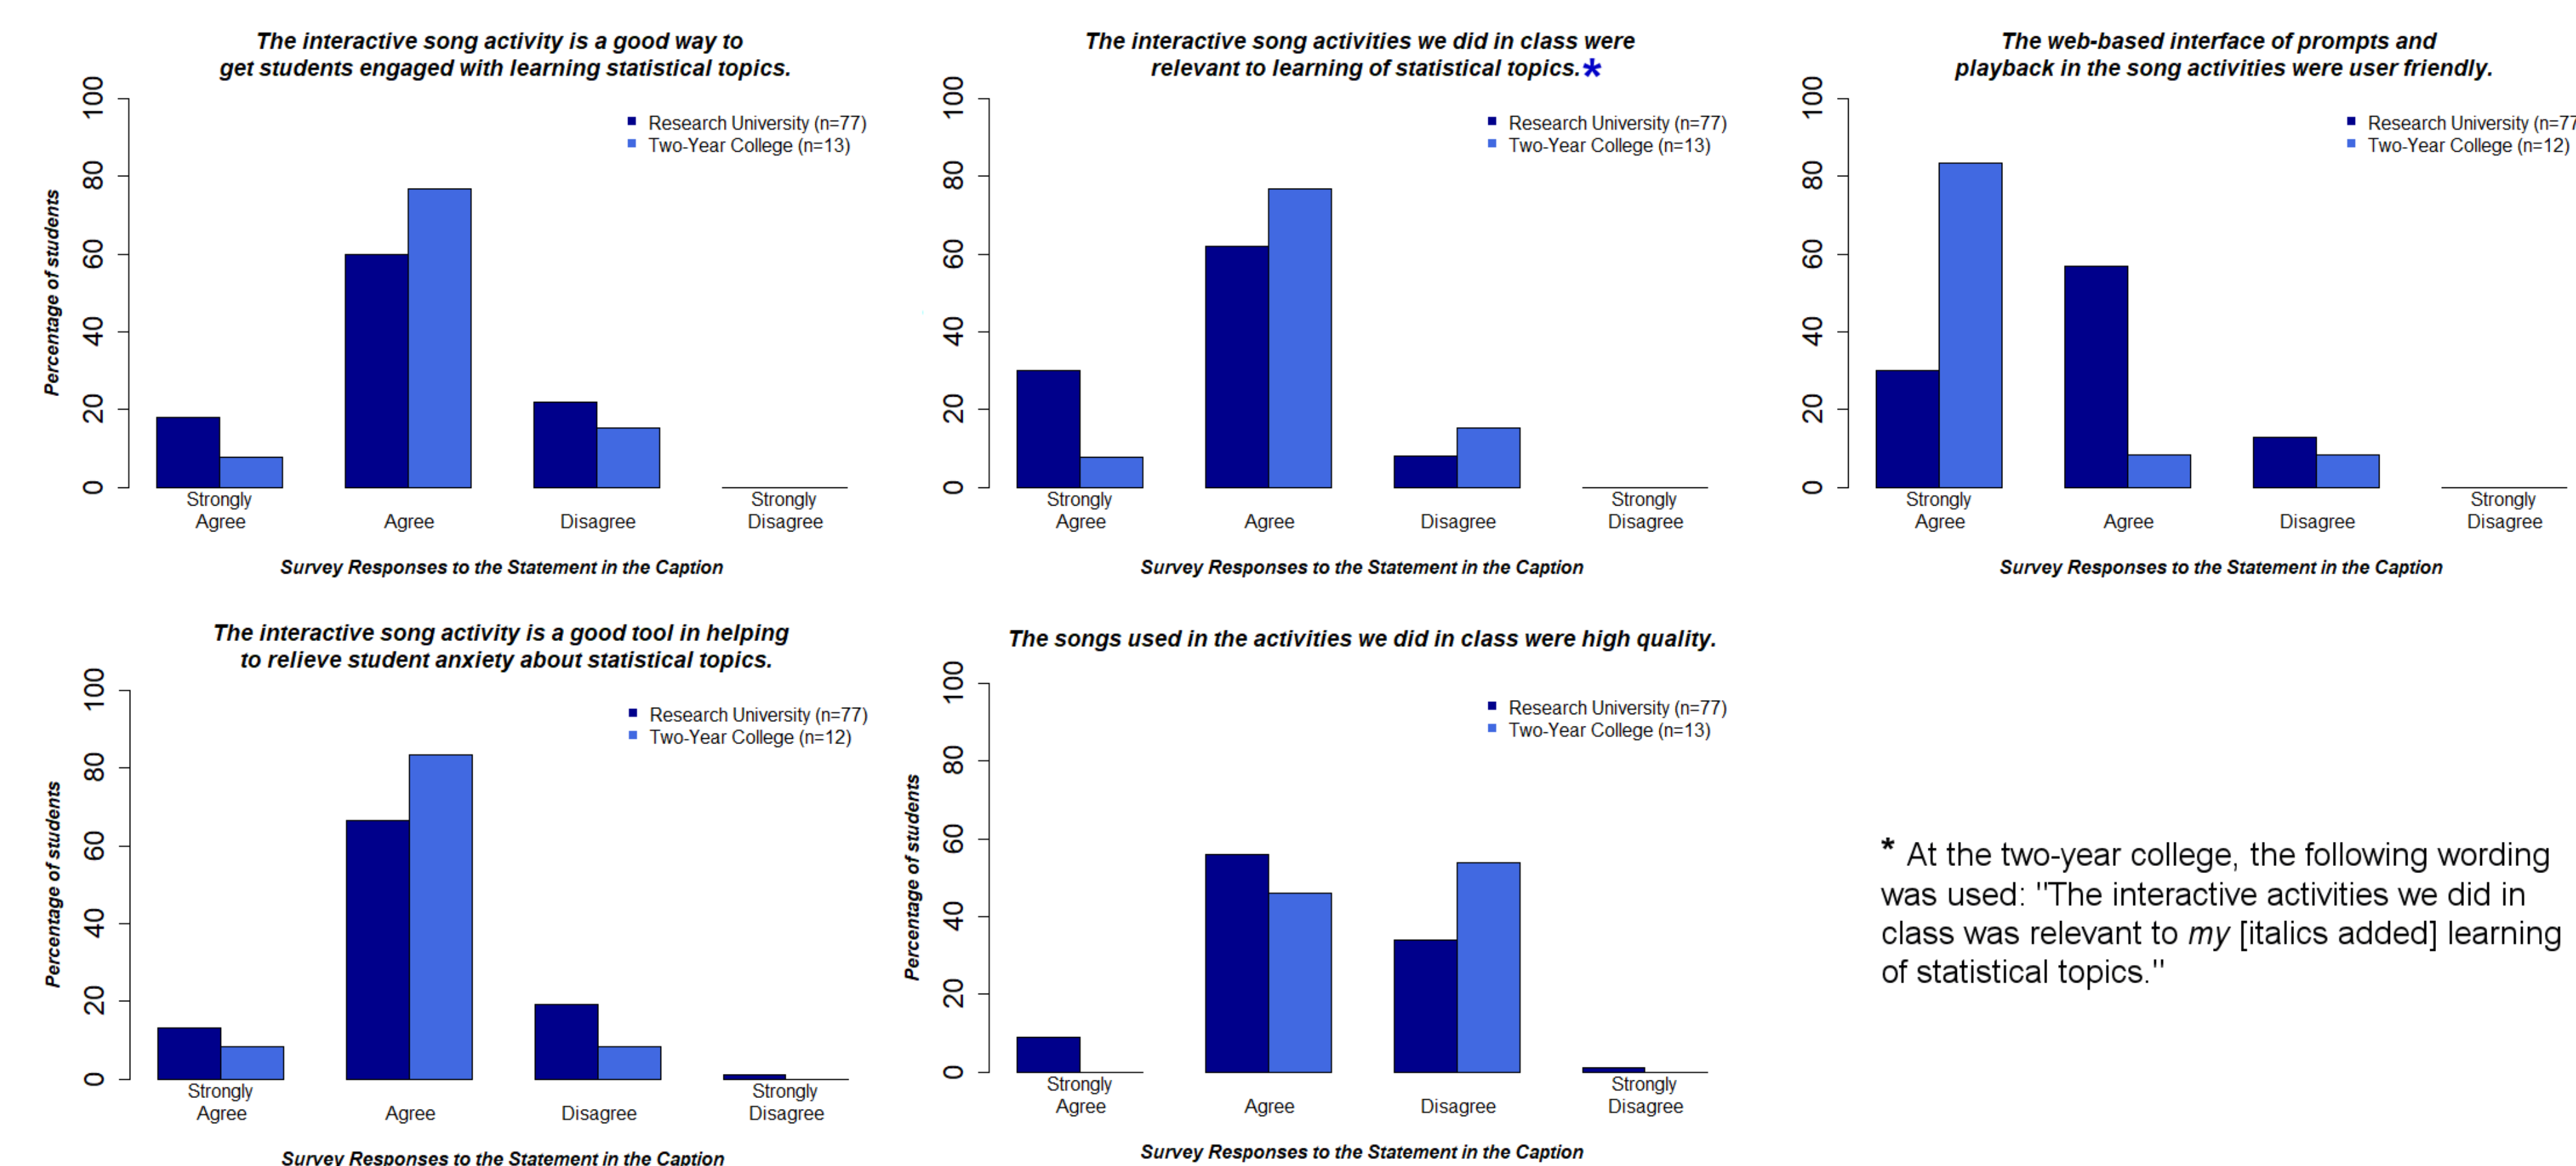 The interactive song activity is a good way to
get students engaged with learning statistical topics.
Percentage of students
100
80
60
40
20
0
Research University (n=77)
Two-Year College (n=13)
Strongly
Agree
Agree
Disagree
Strongly
Disagree
Survey Responses to the Statement in the Caption
The interactive song activities we did in class were
relevant to learning of statistical topics.*
100
80
60
40
20
0
Research University (n=77)
Two-Year College (n=13)
Strongly
Agree
Agree
Disagree
Strongly
Disagree
Survey Responses to the Statement in the Caption
The web-based interface of prompts and
playback in the song activities were user friendly.
100
80
60
40
20
0
Research University (n=77
Two-Year College (n=12)
Strongly
Agree
Agree
Disagree
Strongly
Disagree
Survey Responses to the Statement in the Caption
The interactive song activity is a good tool in helping
to relieve student anxiety about statistical topics.
Percentage of students
100
80
60
40
20
0
Research University (n=77)
Two-Year College (n=12)
Strongly
Agree
Agree
Disagree
Strongly
Disagree
Survey Responses to the Statement in the Caption
The songs used in the activities we did in class were high quality.
Percentage of students
100
80
60
40
20
0
Research University (n=77)
Two-Year College (n=13)
Strongly
Agree
Agree
Disagree
Strongly
Disagree
Survey Responses to the Statement in the Caption
* At the two-year college, the following wording
was used: "The interactive activities we did in
class was relevant to my [italics added] learning
of statistical topics."